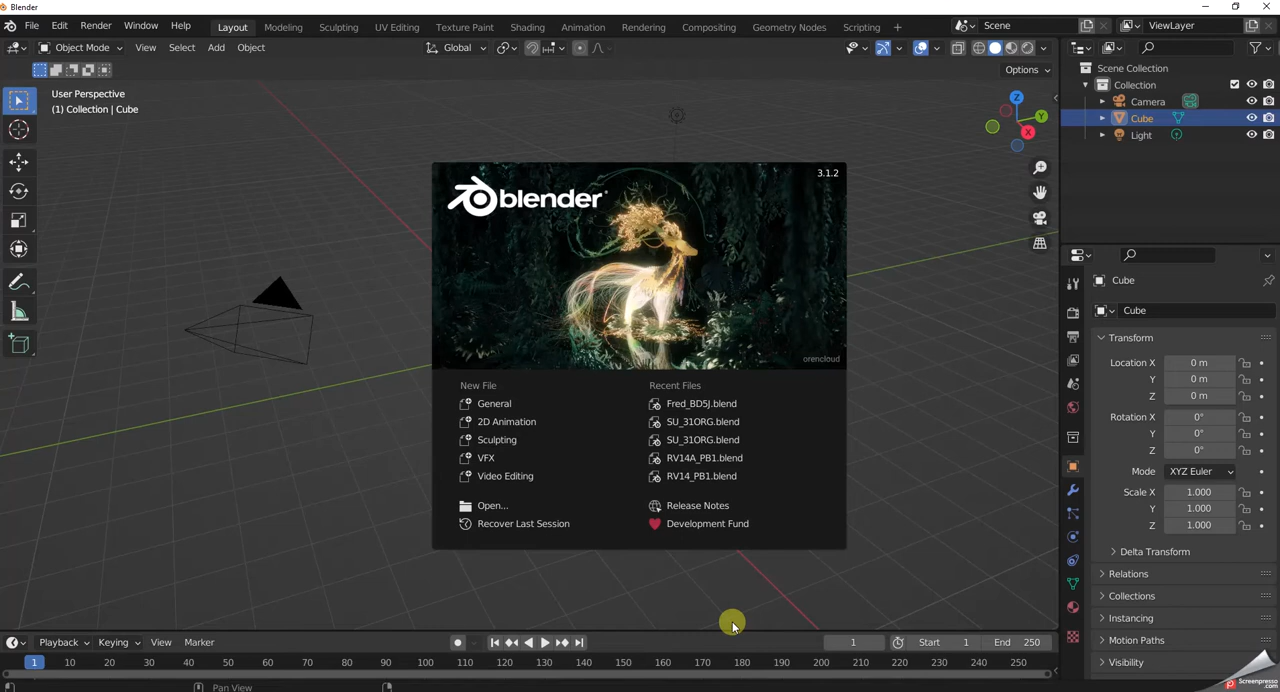 Blender
File Edit Render Window Help Layout Modeling Sculpting UV Editing Texture Paint Shading Animation Rendering Compositing Geometry Nodes Scripting + Scene ViewLayer
Object Mode View Select Add Object Global
Options
User Perspective
(1) Collection | Cube
Z
Y
X
Scene Collection
Collection
Camera
Cube
Light
blender
3.1.2
orencloud
New File
General
2D Animation
Sculpting
VFX
Video Editing
Open...
Recover Last Session
Recent Files
Fred_BD5J.blend
SU_31ORG.blend
SU_31ORG.blend
RV14A_PB1.blend
RV14_PB1.blend
Release Notes
Development Fund
Cube
Cube
Transform
Location X 0 m
Y 0 m
Z 0 m
Rotation X 0°
Y 0°
Z 0°
Mode XYZ Euler
Scale X 1.000
Y 1.000
Z 1.000
Delta Transform
Relations
Collections
Instancing
Motion Paths
Visibility
Playback Keying View Marker 1 Start 1 End 250
1 10 20 30 40 50 60 70 80 90 100 110 120 130 140 150 160 170 180 190 200 210 220 230 240 250
Pan View
Screenpresso
.com